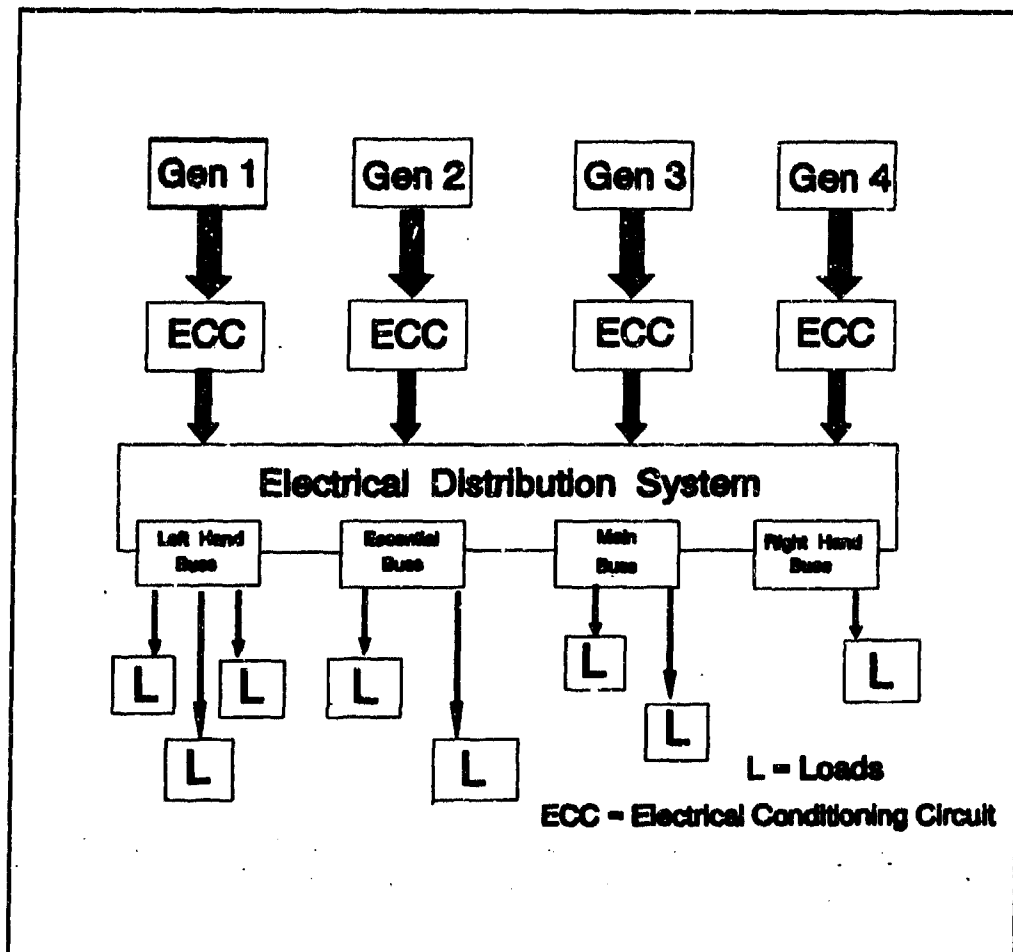 Gen 1 Gen 2 Gen 3 Gen 4
ECC ECC ECC ECC
Electrical Distribution System
Left Hand
Buss
Essential
Buss
Main
Buss
Right Hand
Buss
L L L L L
L L L
L = Loads
ECC = Electrical Conditioning Circuit